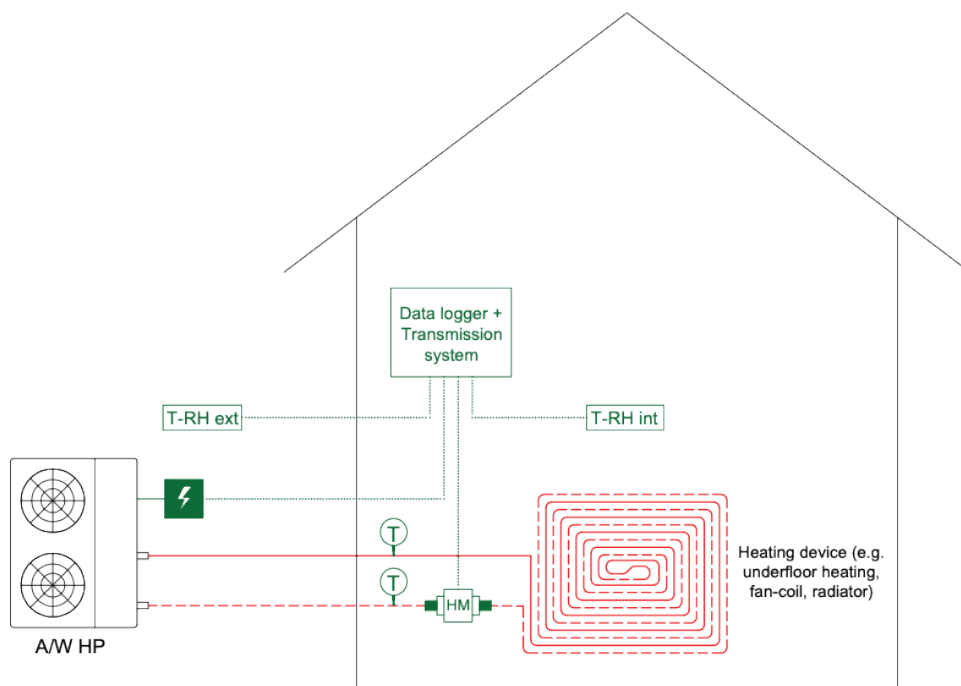 Data logger +
Transmission
system
T-RH ext
T-RH int
T
T
HM
Heating device (e.g.
underfloor heating,
fan-coil, radiator)
A/W HP